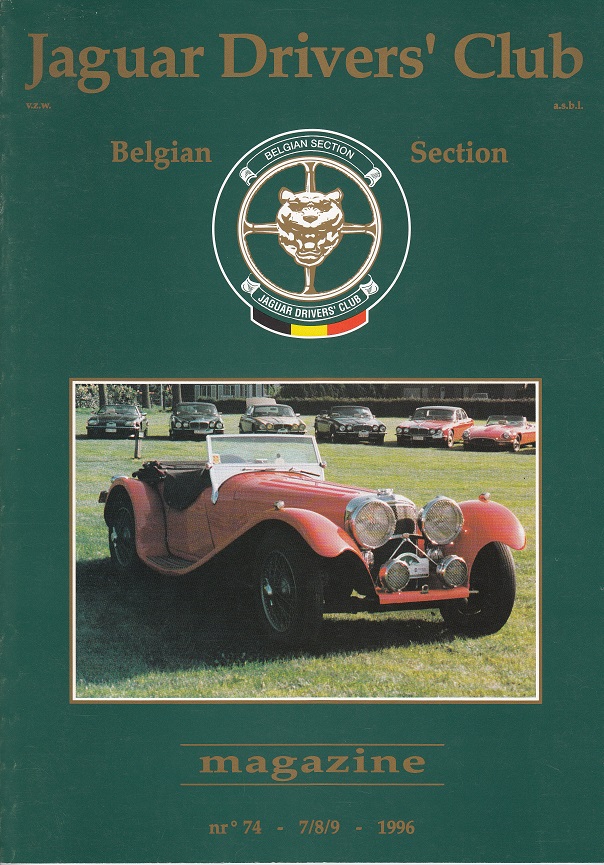 Jaguar Drivers' Club
v.z.w. a.s.b.l.
Belgian Section
BELGIAN SECTION
JAGUAR DRIVERS' CLUB
magazine
nr° 74 - 7/8/9 - 1996